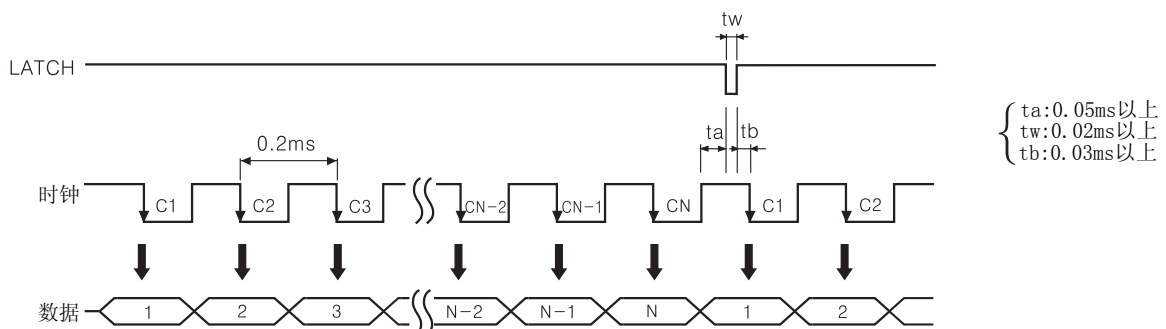 tw
LATCH
ta:0.05ms以上
tw:0.02ms以上
tb:0.03ms以上
ta tb
0.2ms
时钟 C1 C2 C3 CN-2 CN-1 CN C1 C2
数据 1 2 3 N-2 N-1 N 1 2